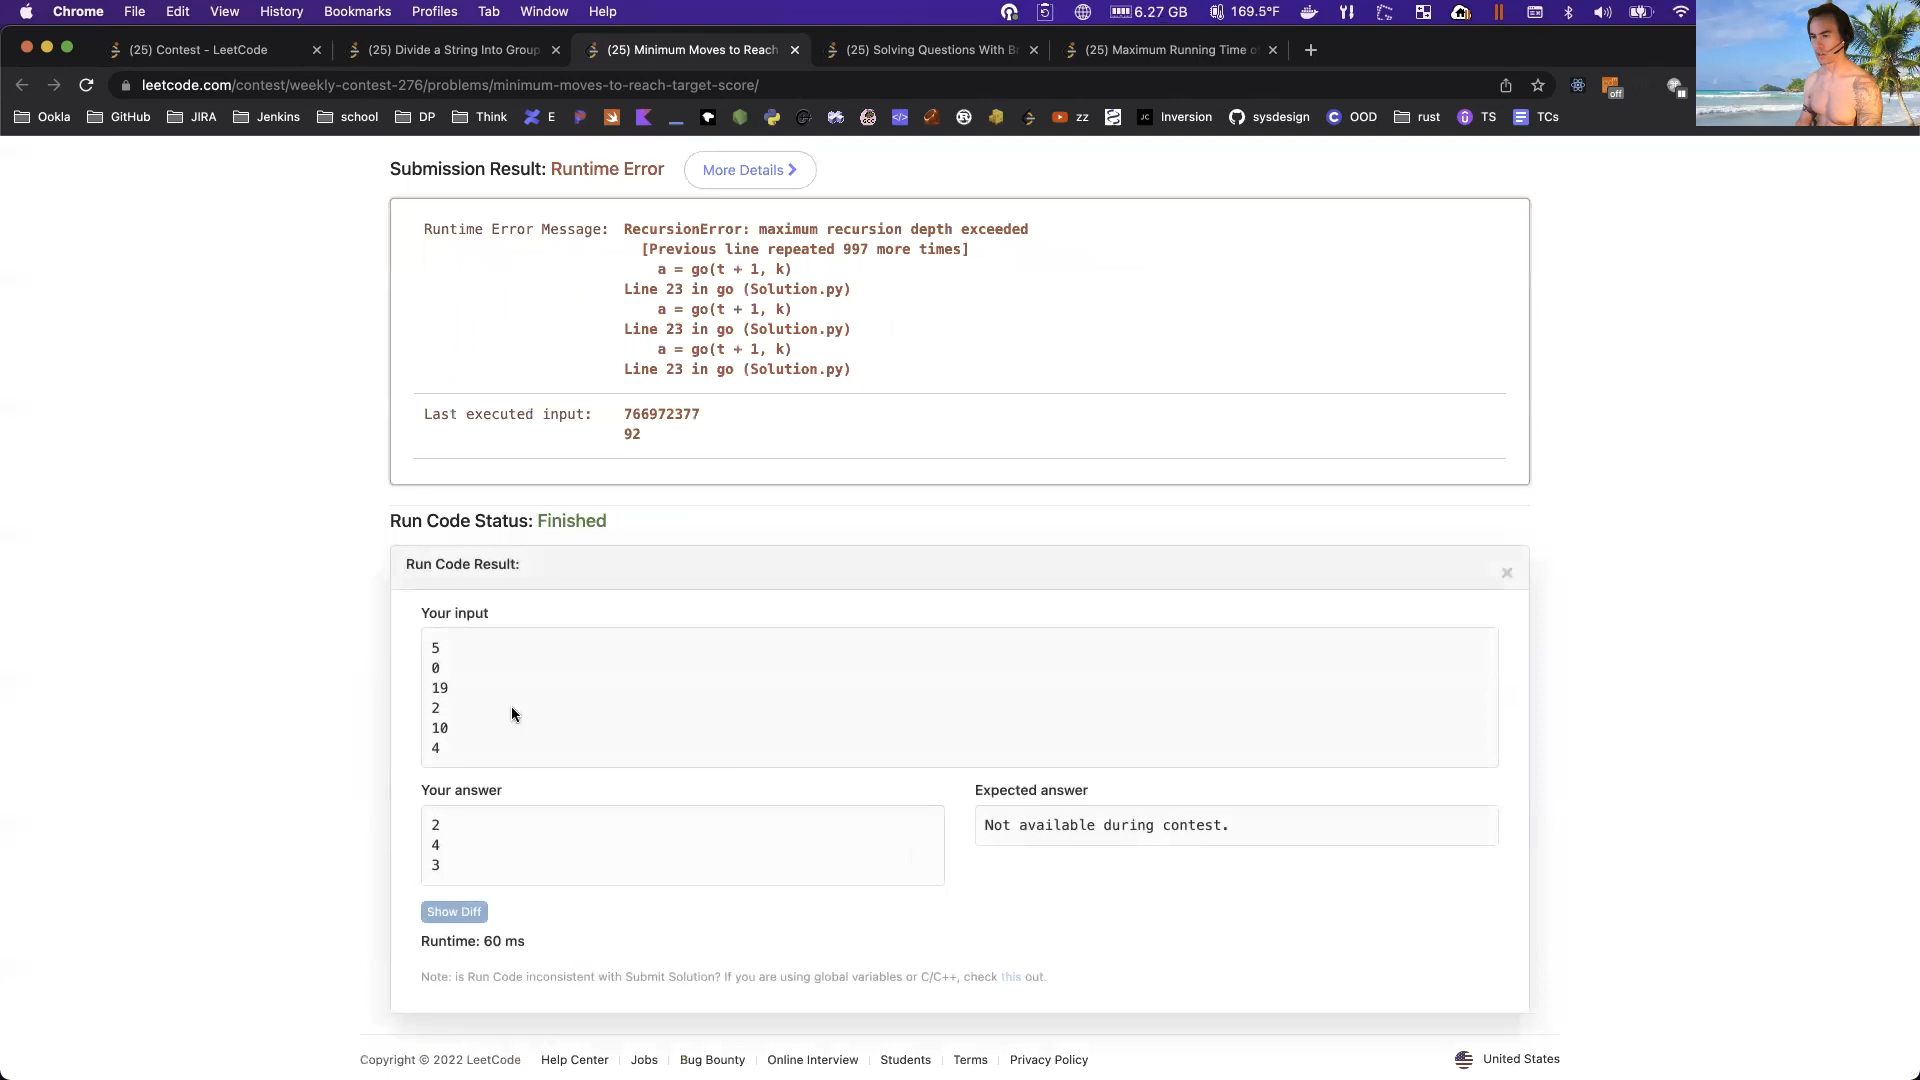 Chrome File Edit View History Bookmarks Profiles Tab Window Help 6.27 GB 169.5°F
(25) Contest - LeetCode
(25) Divide a String Into Group
(25) Minimum Moves to Reach
(25) Solving Questions With Br
(25) Maximum Running Time o
leetcode.com/contest/weekly-contest-276/problems/minimum-moves-to-reach-target-score/
off
Ookla GitHub JIRA Jenkins school DP Think E zz JC Inversion sysdesign C OOD rust TS TCs
Submission Result: Runtime Error More Details
Runtime Error Message: RecursionError: maximum recursion depth exceeded
[Previous line repeated 997 more times]
a = go(t + 1, k)
Line 23 in go (Solution.py)
a = go(t + 1, k)
Line 23 in go (Solution.py)
a = go(t + 1, k)
Line 23 in go (Solution.py)
Last executed input: 766972377
92
Run Code Status: Finished
Run Code Result:
Your input
5
0
19
2
10
4
Your answer
2
4
3
Expected answer
Not available during contest.
Show Diff
Runtime: 60 ms
Note: is Run Code inconsistent with Submit Solution? If you are using global variables or C/C++, check this out.
Copyright © 2022 LeetCode Help Center Jobs Bug Bounty Online Interview Students Terms Privacy Policy United States